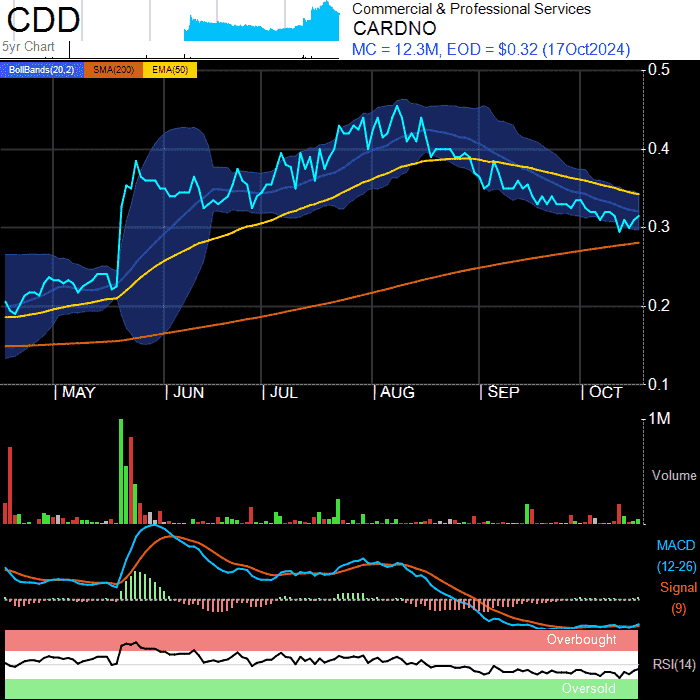 CDD
5yr Chart
Commercial & Professional Services
CARDNO
MC = 12.3M, EOD = $0.32 (17Oct2024)
BollBands(20,2) SMA(200) EMA(50)
0.5
0.4
0.3
0.2
0.1
MAY JUN JUL AUG SEP OCT
1M
Volume
MACD
(12-26)
Signal
(9)
Overbought
RSI(14)
Oversold